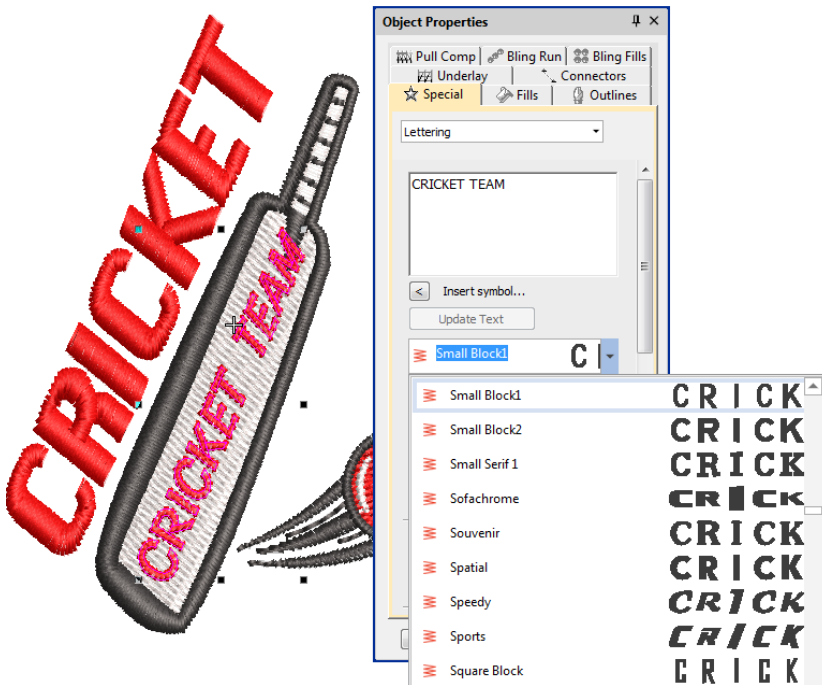 CRICKET
CRICKET TEAM
Object Properties
Pull Comp Bling Run Bling Fills
Underlay Connectors
Special Fills Outlines
Lettering
CRICKET TEAM
< Insert symbol...
Update Text
Small Block1 C
Small Block1 CRICK
Small Block2 CRICK
Small Serif 1 CRICK
Sofachrome CRICK
Souvenir CRICK
Spatial CRICK
Speedy CRICK
Sports CRICK
Square Block CRICK